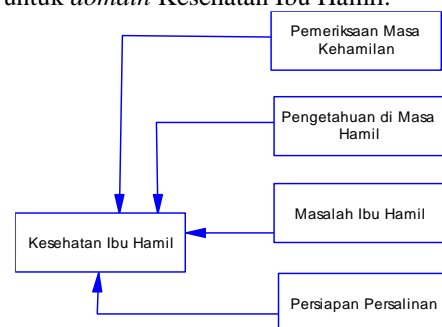 untuk domain Kesehatan Ibu Hamil.
Pemeriksaan Masa
Kehamilan
Pengetahuan di Masa
Hamil
Masalah Ibu Hamil
Kesehatan Ibu Hamil
Persiapan Persalinan